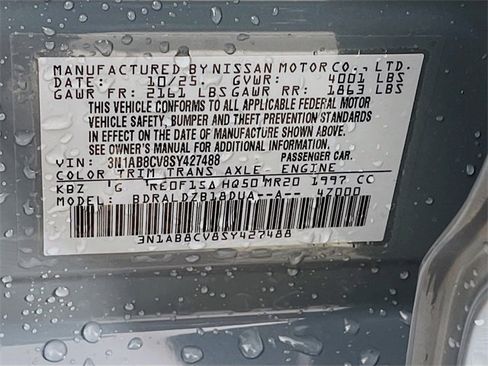 MANUFACTURED BY NISSAN MOTOR CO., LTD.
DATE: 10/25. GVWR: 4001 LBS
GAWR FR: 2161 LBS GAWR RR: 1863 LBS
THIS VEHICLE CONFORMS TO ALL APPLICABLE FEDERAL MOTOR
VEHICLE SAFETY, BUMPER AND THEFT PREVENTION STANDARDS
IN EFFECT ON THE DATE OF MANUFACTURE SHOWN ABOVE.
SEE OWNER'S MANUAL FOR ADDITIONAL INFORMATION.
VIN: 3N1AB8CV8SY427488 PASSENGER CAR.
COLOR TRIM TRANS AXLE ENGINE
KBZ G RE0F15A HQ50 MR20 1997 CC
MODEL: BDRALDZB18DUA--A-- 47000
3N1AB8CV8SY427488